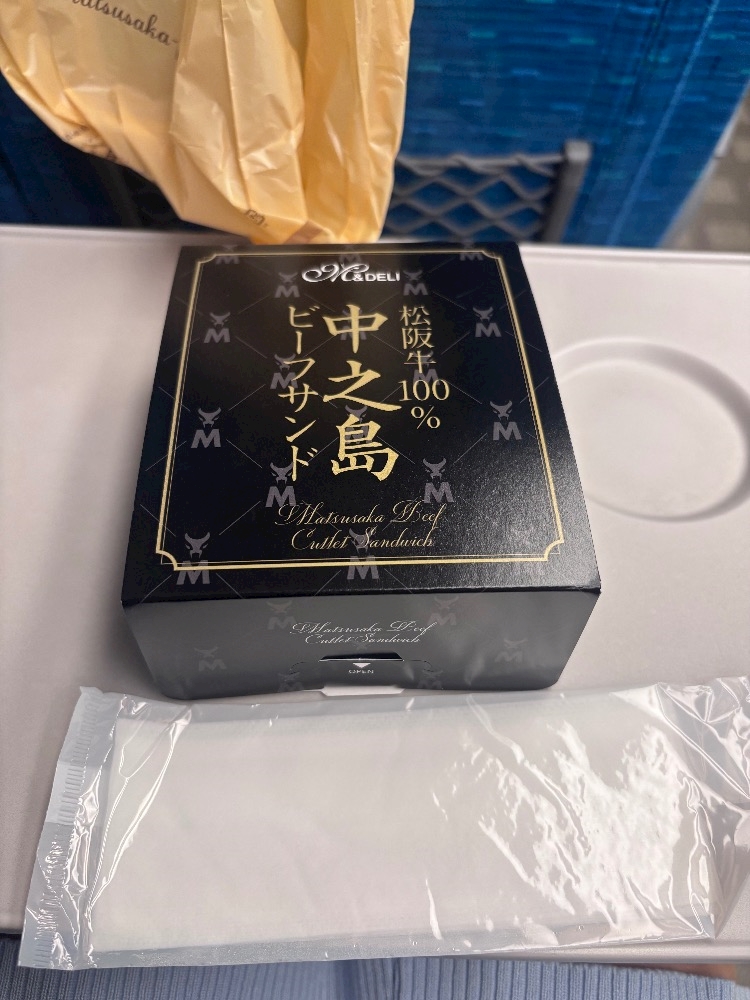 Matsusaka
M&DELI
松阪牛100%
中之島
ビーフサンド
Matsusaka Beef
Cutlet Sandwich
Matsusaka Beef
Cutlet Sandwich
OPEN